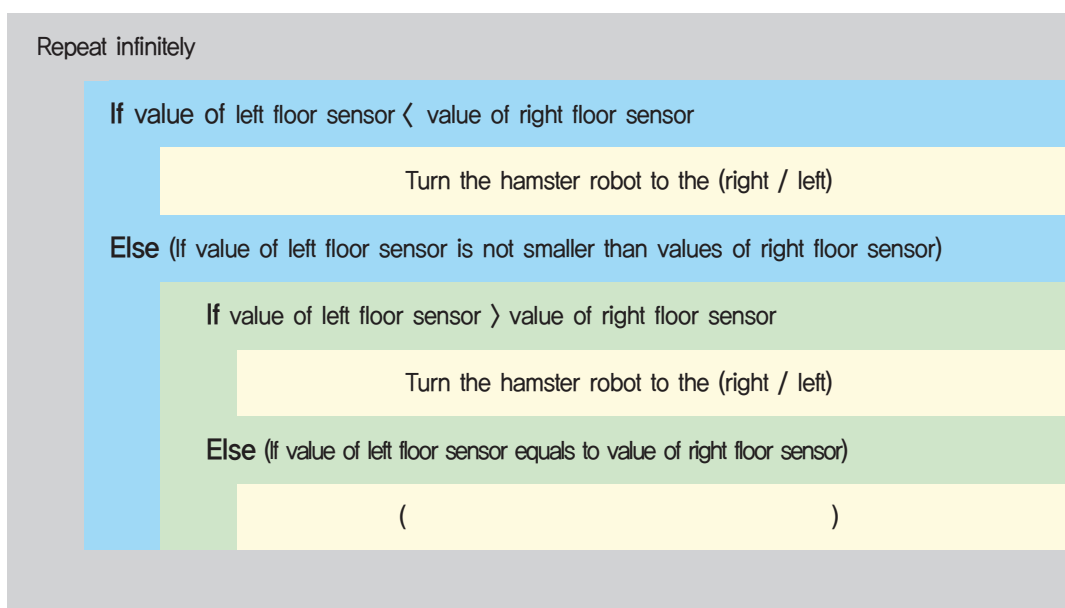 Repeat infinitely
If value of left floor sensor〈 value of right floor sensor
Turn the hamster robot to the (right / left)
Else (If value of left floor sensor is not smaller than values of right floor sensor)
If value of left floor sensor 〉value of right floor sensor
Turn the hamster robot to the (right / left)
Else (If value of left floor sensor equals to value of right floor sensor)
( )